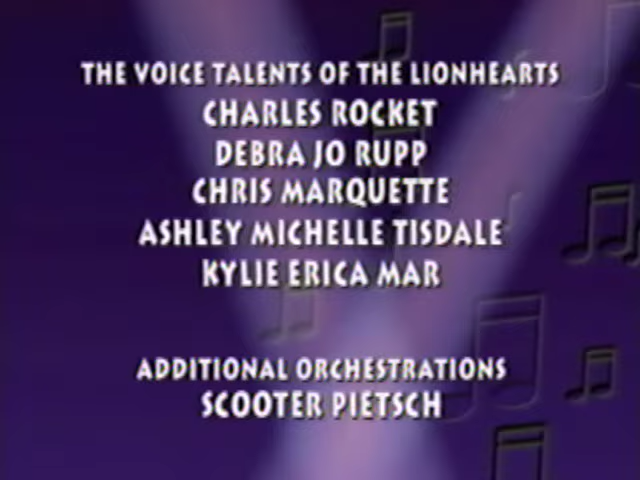 THE VOICE TALENTS OF THE LIONHEARTS
CHARLES ROCKET
DEBRA JO RUPP
CHRIS MARQUETTE
ASHLEY MICHELLE TISDALE
KYLIE ERICA MAR
ADDITIONAL ORCHESTRATIONS
SCOOTER PIETSCH